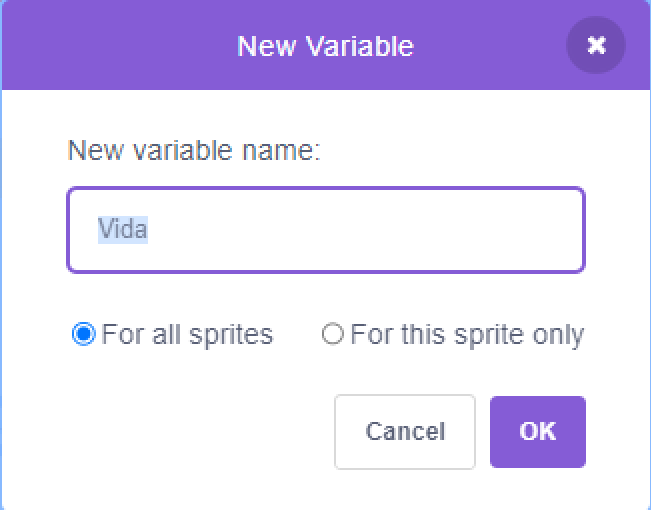 New Variable
New variable name:
Vida
For all sprites For this sprite only
Cancel OK